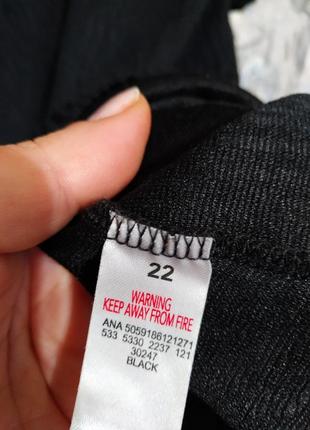 22
WARNING
KEEP AWAY FROM FIRE
ANA 5059186121271
533 5330 2237 121
30247
BLACK